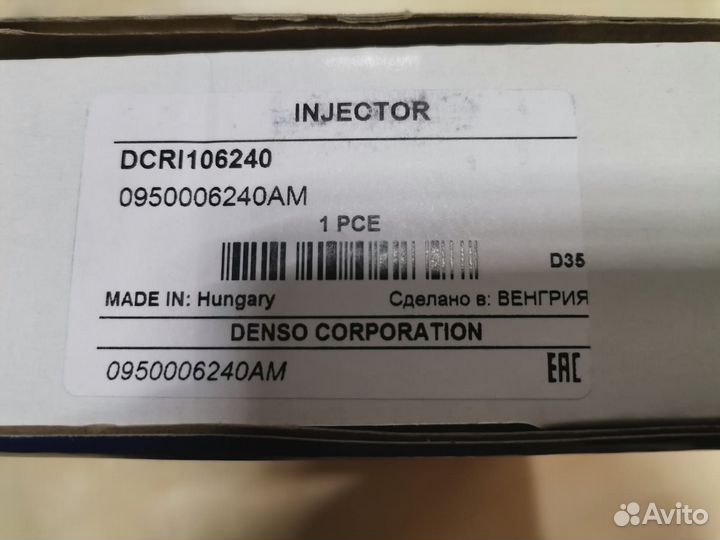 INJECTOR
DCRI106240
0950006240AM
1 PCE
D35
MADE IN: Hungary Сделано в: ВЕНГРИЯ
DENSO CORPORATION
0950006240AM EAC
Avito